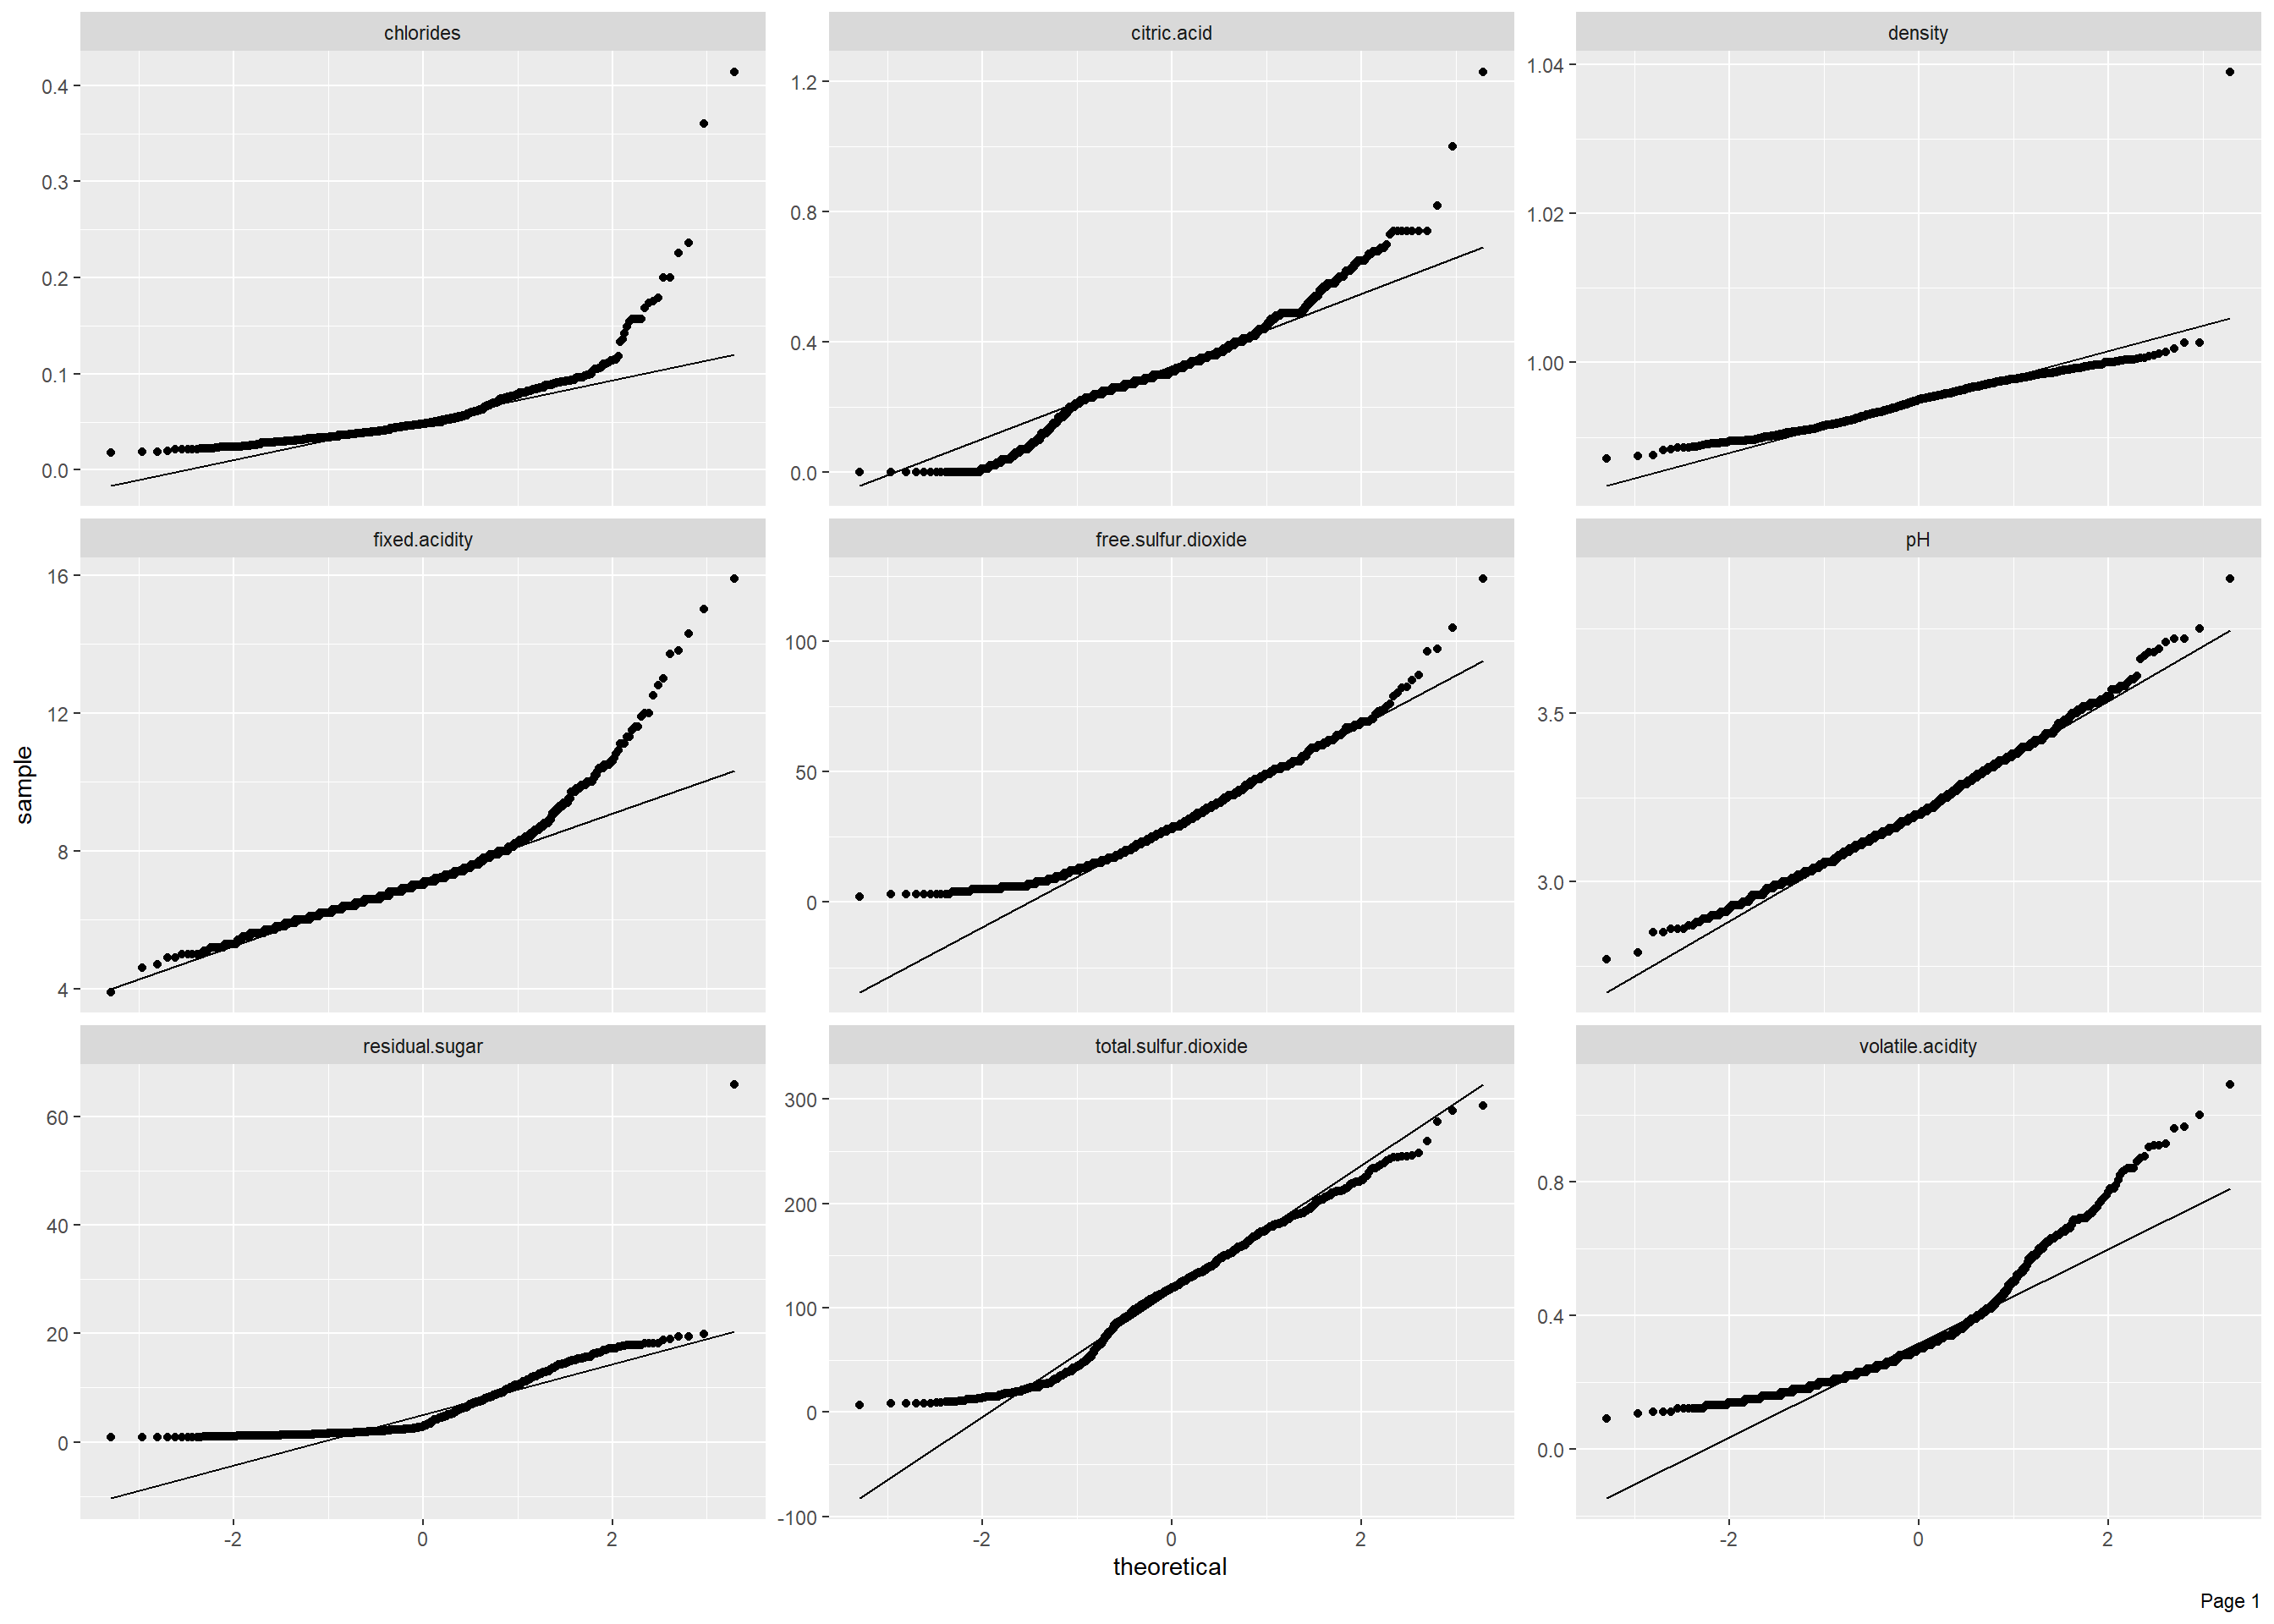 chlorides citric.acid density
0.4 1.2 1.04
0.3 0.8 1.02
0.2 0.4 1.00
0.1 0.0
0.0
fixed.acidity free.sulfur.dioxide pH
16 100 3.5
12 50 3.0
8 0
4
sample
residual.sugar total.sulfur.dioxide volatile.acidity
60 300 0.8
40 200 0.4
20 100 0.0
0 0
-100
-2 0 2 -2 0 2 -2 0 2
theoretical
Page 1